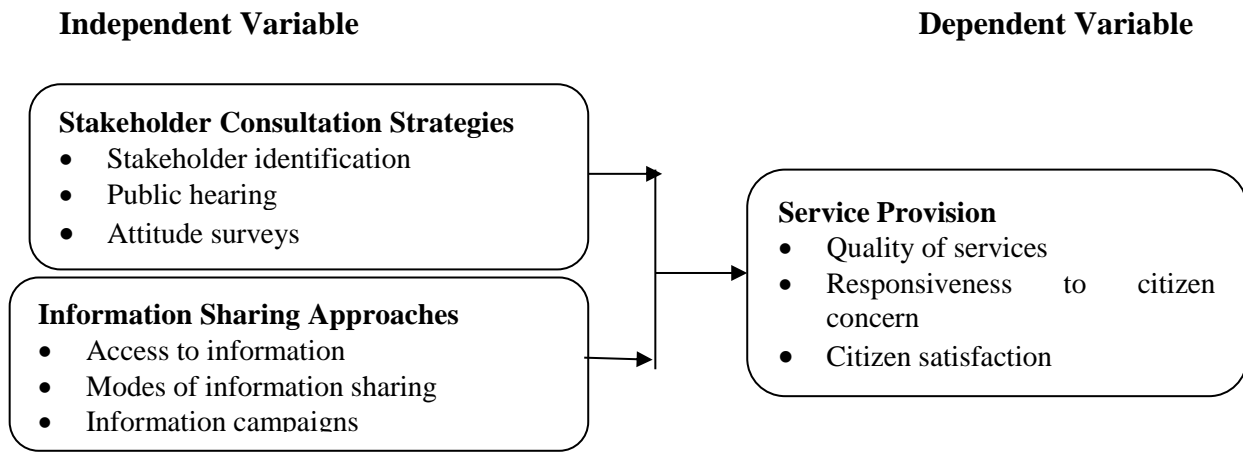 Independent Variable
Dependent Variable
Stakeholder Consultation Strategies
• Stakeholder identification
• Public hearing
• Attitude surveys
Information Sharing Approaches
• Access to information
• Modes of information sharing
• Information campaigns
Service Provision
• Quality of services
• Responsiveness to citizen
concern
• Citizen satisfaction